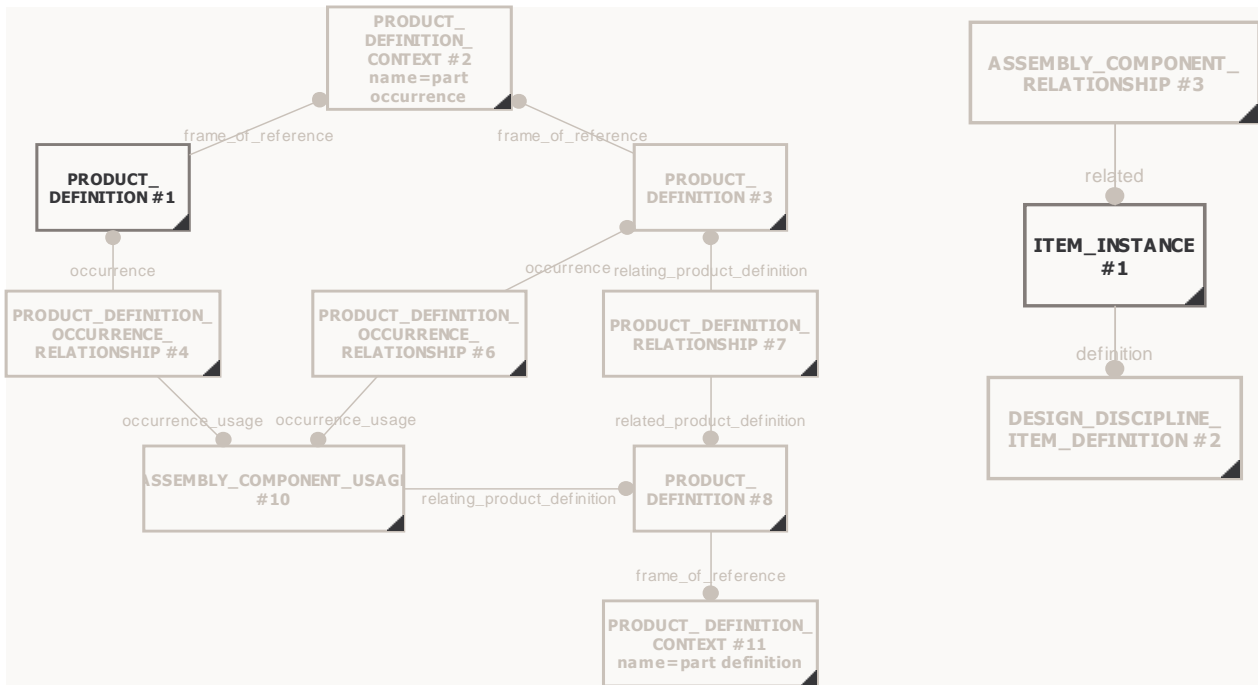 PRODUCT_
DEFINITION_
CONTEXT #2
name=part
occurrence
frame_of_reference
frame_of_reference
PRODUCT_
DEFINITION #1
PRODUCT_
DEFINITION #3
occurrence
occurrence
relating_product_definition
PRODUCT_DEFINITION_
OCCURRENCE_
RELATIONSHIP #4
PRODUCT_DEFINITION_
OCCURRENCE_
RELATIONSHIP #6
PRODUCT_DEFINITION_
RELATIONSHIP #7
occurrence_usage
occurrence_usage
related_product_definition
ASSEMBLY_COMPONENT_USAGE
#10
relating_product_definition
PRODUCT_
DEFINITION #8
frame_of_reference
PRODUCT_ DEFINITION_
CONTEXT #11
name=part definition
ASSEMBLY_COMPONENT_
RELATIONSHIP #3
related
ITEM_INSTANCE
#1
definition
DESIGN_DISCIPLINE_
ITEM_DEFINITION #2